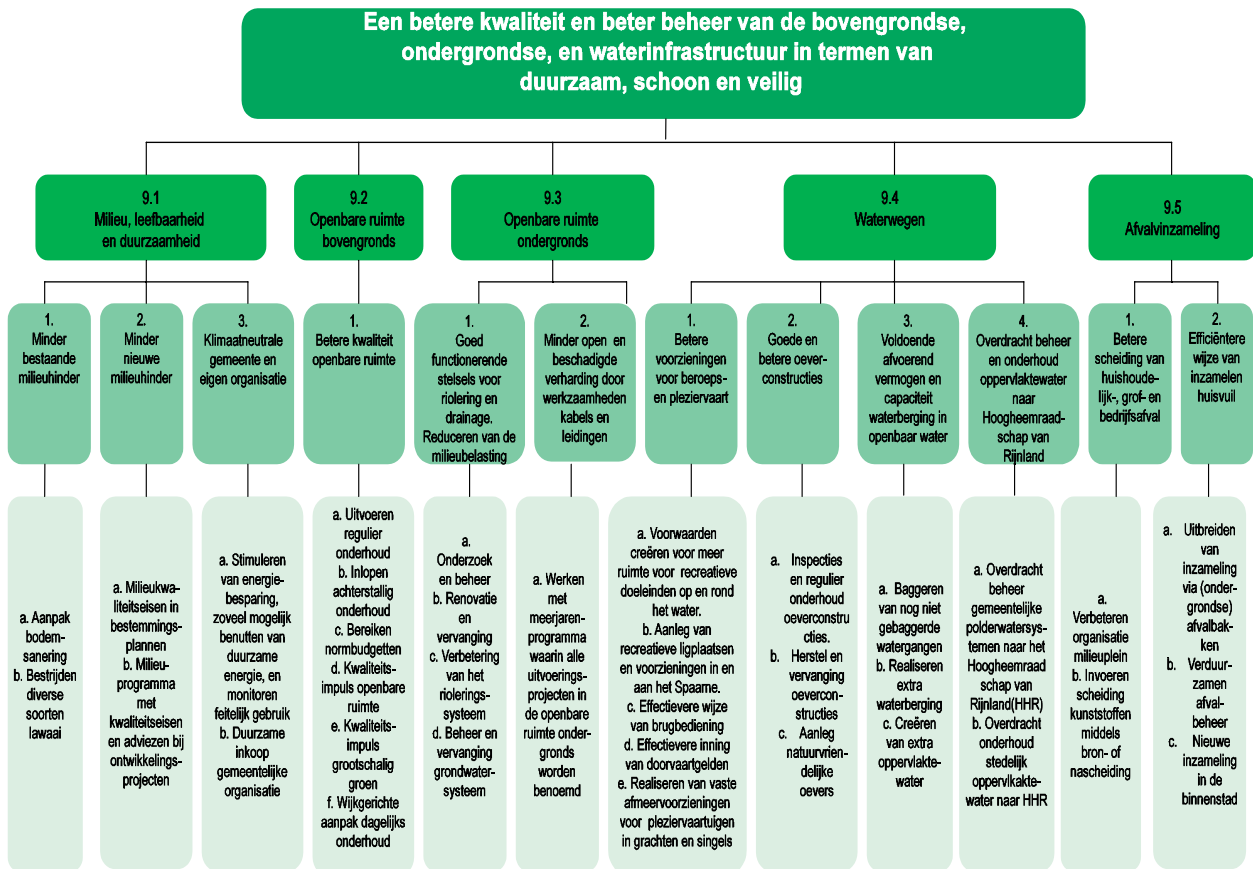 Een betere kwaliteit en beter beheer van de bovengrondse,
ondergrondse, en waterinfrastructuur in termen van
duurzaam, schoon en veilig
9.1
Milieu, leefbaarheid
en duurzaamheid
9.2
Openbare ruimte
bovengronds
9.3
Openbare ruimte
ondergronds
9.4
Waterwegen
9.5
Afvalvinzameling
1.
Minder
bestaande
milieuhinder
2.
Minder
nieuwe
milieuhinder
3.
Klimaatneutrale
gemeente en
eigen organisatie
1.
Betere kwaliteit
openbare ruimte
1.
Goed
functionerende
stelsels voor
riolering en
drainage.
Reduceren van de
milieubelasting
2.
Minder open en
beschadigde
verharding door
werkzaamheden
kabels en
leidingen
1.
Betere
voorzieningen
voor beroeps-
en pleziervaart
2.
Goede en
betere oever-
constructies
3.
Voldoende
afvoerend
vermogen en
capaciteit
waterberging in
openbaar water
4.
Overdracht beheer
en onderhoud
oppervlaktewater
naar
Hoogheemraad-
schap van
Rijnland
1.
Betere
scheiding van
huishoude-
lijk-, grof- en
bedrijfsafval
2.
Efficiëntere
wijze van
inzamelen
huisvuil
a. Aanpak
bodem-
sanering
b. Bestrijden
diverse
soorten
lawaai
a. Milieukwa-
liteitseisen in
bestemmings-
plannen
b. Milieu-
programma
met
kwaliteitseisen
en adviezen bij
ontwikkelings-
projecten
a. Stimuleren
van energie-
besparing,
zoveel mogelijk
benutten van
duurzame
energie, en
monitoren
feitelijk gebruik
b. Duurzame
inkoop
gemeentelijke
organisatie
a. Uitvoeren
regulier
onderhoud
b. Inlopen
achterstallig
onderhoud
c. Bereiken
normbudgetten
d. Kwaliteits-
impuls openbare
ruimte
e. Kwaliteits-
impuls
grootschalig
groen
f. Wijkgerichte
aanpak dagelijks
onderhoud
a.
Onderzoek
en beheer
b. Renovatie
en
vervanging
c. Verbetering
van het
riolerings-
systeem
d. Beheer en
vervanging
grondwater-
systeem
a. Werken
met
meerjaren-
programma
waarin alle
uitvoerings-
projecten in
de openbare
ruimte onder-
gronds
worden
benoemd
a. Voorwaarden
creëren voor meer
ruimte voor recreatieve
doeleinden op en rond
het water.
b. Aanleg van
recreatieve ligplaatsen
en voorzieningen in en
aan het Spaarne.
c. Effectievere wijze
van brugbediening
d. Effectievere inning
van doorvaartgelden
e. Realiseren van vaste
afmeervoorzieningen
voor pleziervaartuigen
in grachten en singels
a. Inspecties
en regulier
onderhoud
oeverconstru
cties.
b. Herstel en
vervanging
oevercon-
structies
c. Aanleg
natuurvrien-
delijke
oevers
a. Baggeren
van nog niet
gebaggerde
watergangen
b. Realiseren
extra
waterberging
c. Creëren
van extra
oppervlakte-
water
a. Overdracht
beheer
gemeentelijke
polderwatersys-
temen naar het
Hoogheemraad
schap van
Rijnland(HHR)
b. Overdracht
onderhoud
stedelijk
oppervlkakte-
water naar HHR
a.
Verbeteren
organisatie
milieuplein
b. Invoeren
scheiding
kunststoffen
middels
bron- of
nascheiding
a. Uitbreiden
van
inzameling
via (onder-
grondse)
afvalbak-
ken
b. Verduur-
zamen
afval-
beheer
c. Nieuwe
inzameling
in de
binnenstad